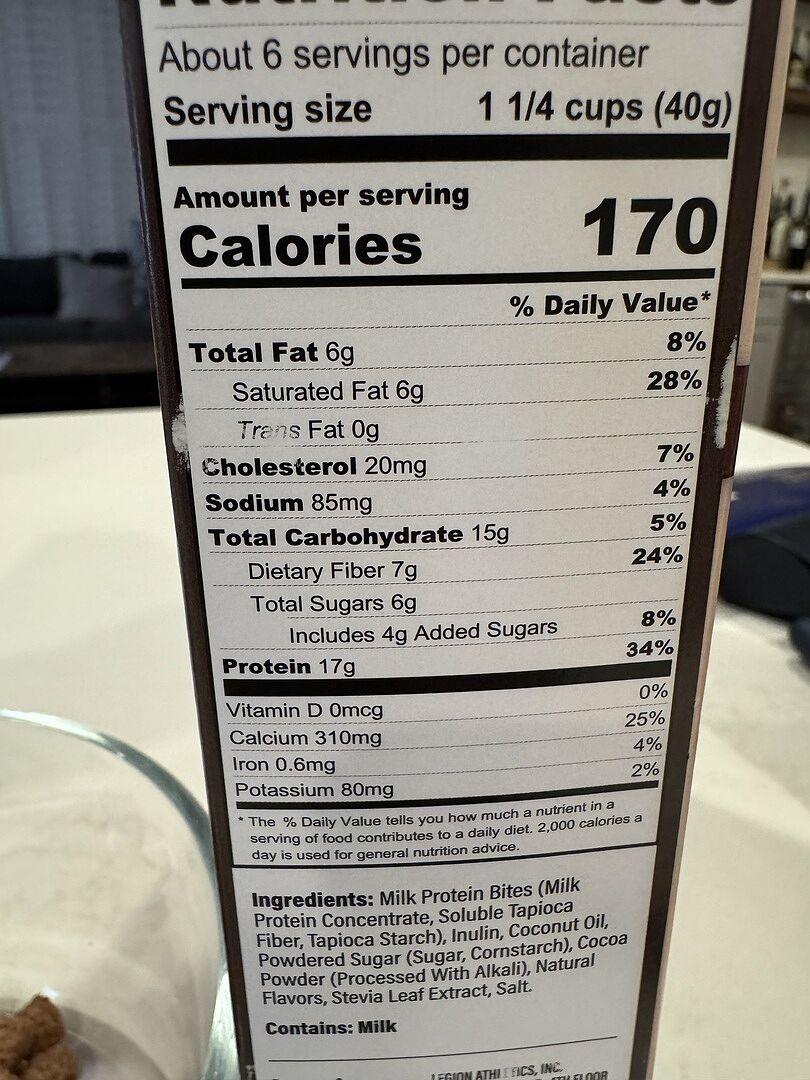 Nutrition Facts
About 6 servings per container
Serving size 1 1/4 cups (40g)
Amount per serving
Calories 170
% Daily Value*
Total Fat 6g 8%
Saturated Fat 6g 28%
Trans Fat 0g
Cholesterol 20mg 7%
Sodium 85mg 4%
Total Carbohydrate 15g 5%
Dietary Fiber 7g 24%
Total Sugars 6g
Includes 4g Added Sugars 8%
Protein 17g 34%
Vitamin D 0mcg 0%
Calcium 310mg 25%
Iron 0.6mg 4%
Potassium 80mg 2%
* The % Daily Value tells you how much a nutrient in a
serving of food contributes to a daily diet. 2,000 calories a
day is used for general nutrition advice.
Ingredients: Milk Protein Bites (Milk
Protein Concentrate, Soluble Tapioca
Fiber, Tapioca Starch), Inulin, Coconut Oil,
Powdered Sugar (Sugar, Cornstarch), Cocoa
Powder (Processed With Alkali), Natural
Flavors, Stevia Leaf Extract, Salt.
Contains: Milk
LEGION ATHLETICS, INC.
FLOOR